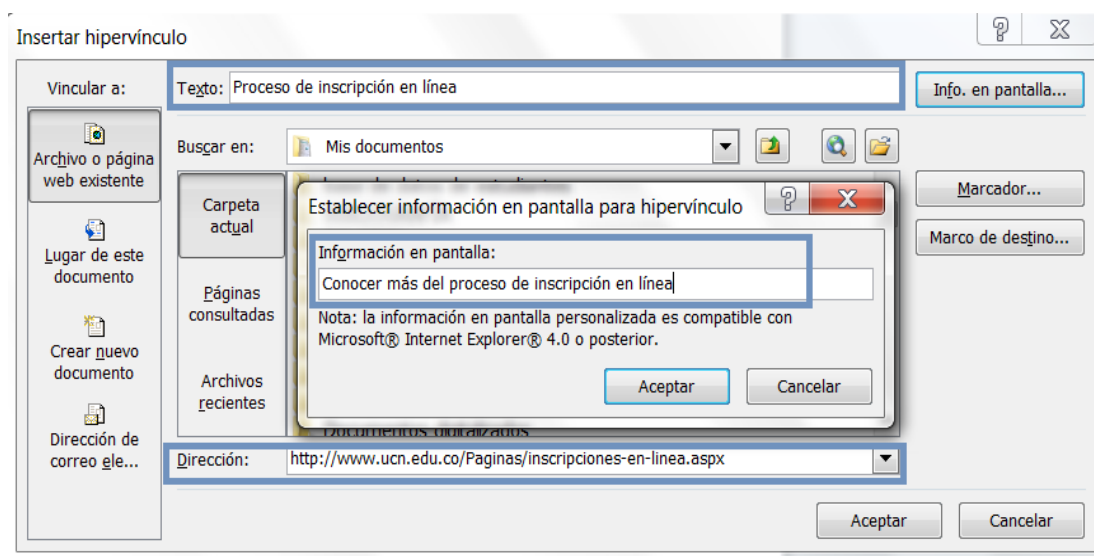 Insertar hipervínculo
Vincular a:
Texto: Proceso de inscripción en línea
Info. en pantalla...
Archivo o página
web existente
Buscar en: Mis documentos
Carpeta
actual
Marcador...
Marco de destino...
Lugar de este
documento
Páginas
consultadas
Crear nuevo
documento
Archivos
recientes
Establecer información en pantalla para hipervínculo
Información en pantalla:
Conocer más del proceso de inscripción en línea
Nota: la información en pantalla personalizada es compatible con
Microsoft® Internet Explorer® 4.0 o posterior.
Aceptar Cancelar
Documentos digitalizados
Dirección de
correo ele...
Dirección: http://www.ucn.edu.co/Paginas/inscripciones-en-linea.aspx
Aceptar Cancelar